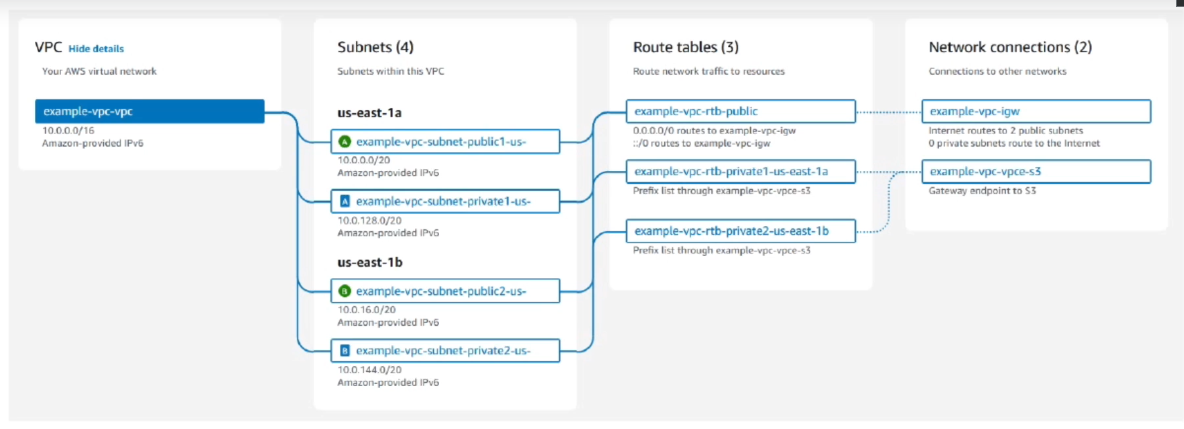 VPC Hide details
Your AWS virtual network
example-vpc-vpc
10.0.0.0/16
Amazon-provided IPv6
Subnets (4)
Subnets within this VPC
us-east-1a
A example-vpc-subnet-public1-us-
10.0.0.0/20
Amazon-provided IPv6
A example-vpc-subnet-private1-us-
10.0.128.0/20
Amazon-provided IPv6
us-east-1b
B example-vpc-subnet-public2-us-
10.0.16.0/20
Amazon-provided IPv6
B example-vpc-subnet-private2-us-
10.0.144.0/20
Amazon-provided IPv6
Route tables (3)
Route network traffic to resources
example-vpc-rtb-public
0.0.0.0/0 routes to example-vpc-igw
::/0 routes to example-vpc-igw
example-vpc-rtb-private1-us-east-1a
Prefix list through example-vpc-vpce-s3
example-vpc-rtb-private2-us-east-1b
Prefix list through example-vpc-vpce-s3
Network connections (2)
Connections to other networks
example-vpc-igw
Internet routes to 2 public subnets
0 private subnets route to the Internet
example-vpc-vpce-s3
Gateway endpoint to S3